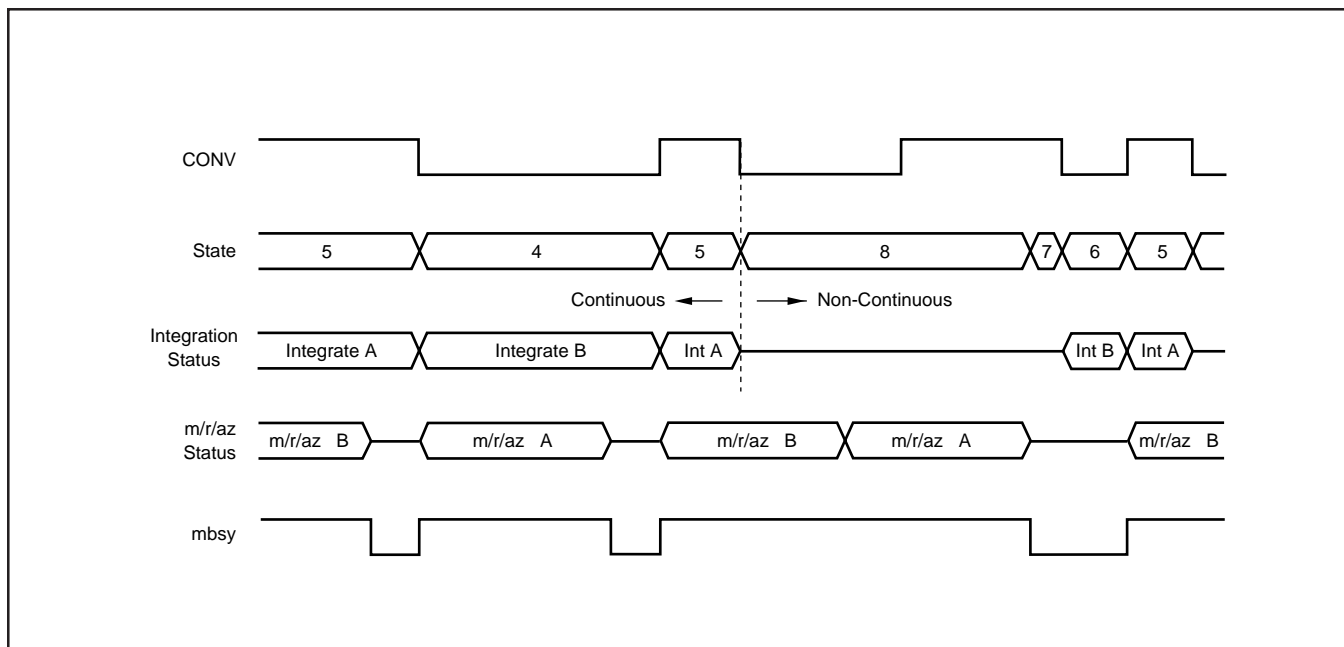 CONV
State
5
4
5
8
7
6
5
Continuous
Non-Continuous
Integration
Status
Integrate A
Integrate B
Int A
Int B
Int A
m/r/az
Status
m/r/az B
m/r/az A
m/r/az B
m/r/az A
m/r/az B
mbsy